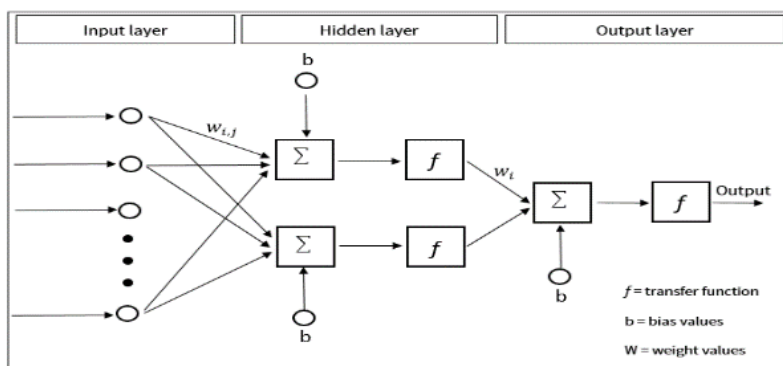 Input layer
Hidden layer
Output layer
b
w_{i,j}
Σ
f
w_i
Σ
f
Output
Σ
f
b
b
f = transfer function
b = bias values
W = weight values